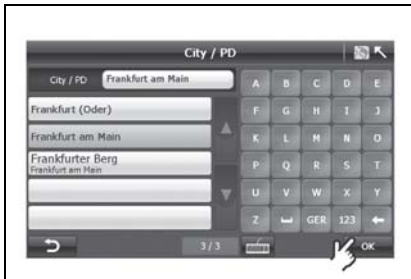 City / PD
City / PD Frankfurt am Main
Frankfurt (Oder)
Frankfurt am Main
Frankfurter Berg
Frankfurt am Main
3 / 3
A B C D E
F G H I J
K L M N O
P Q R S T
U V W X Y
Z GER 123
OK